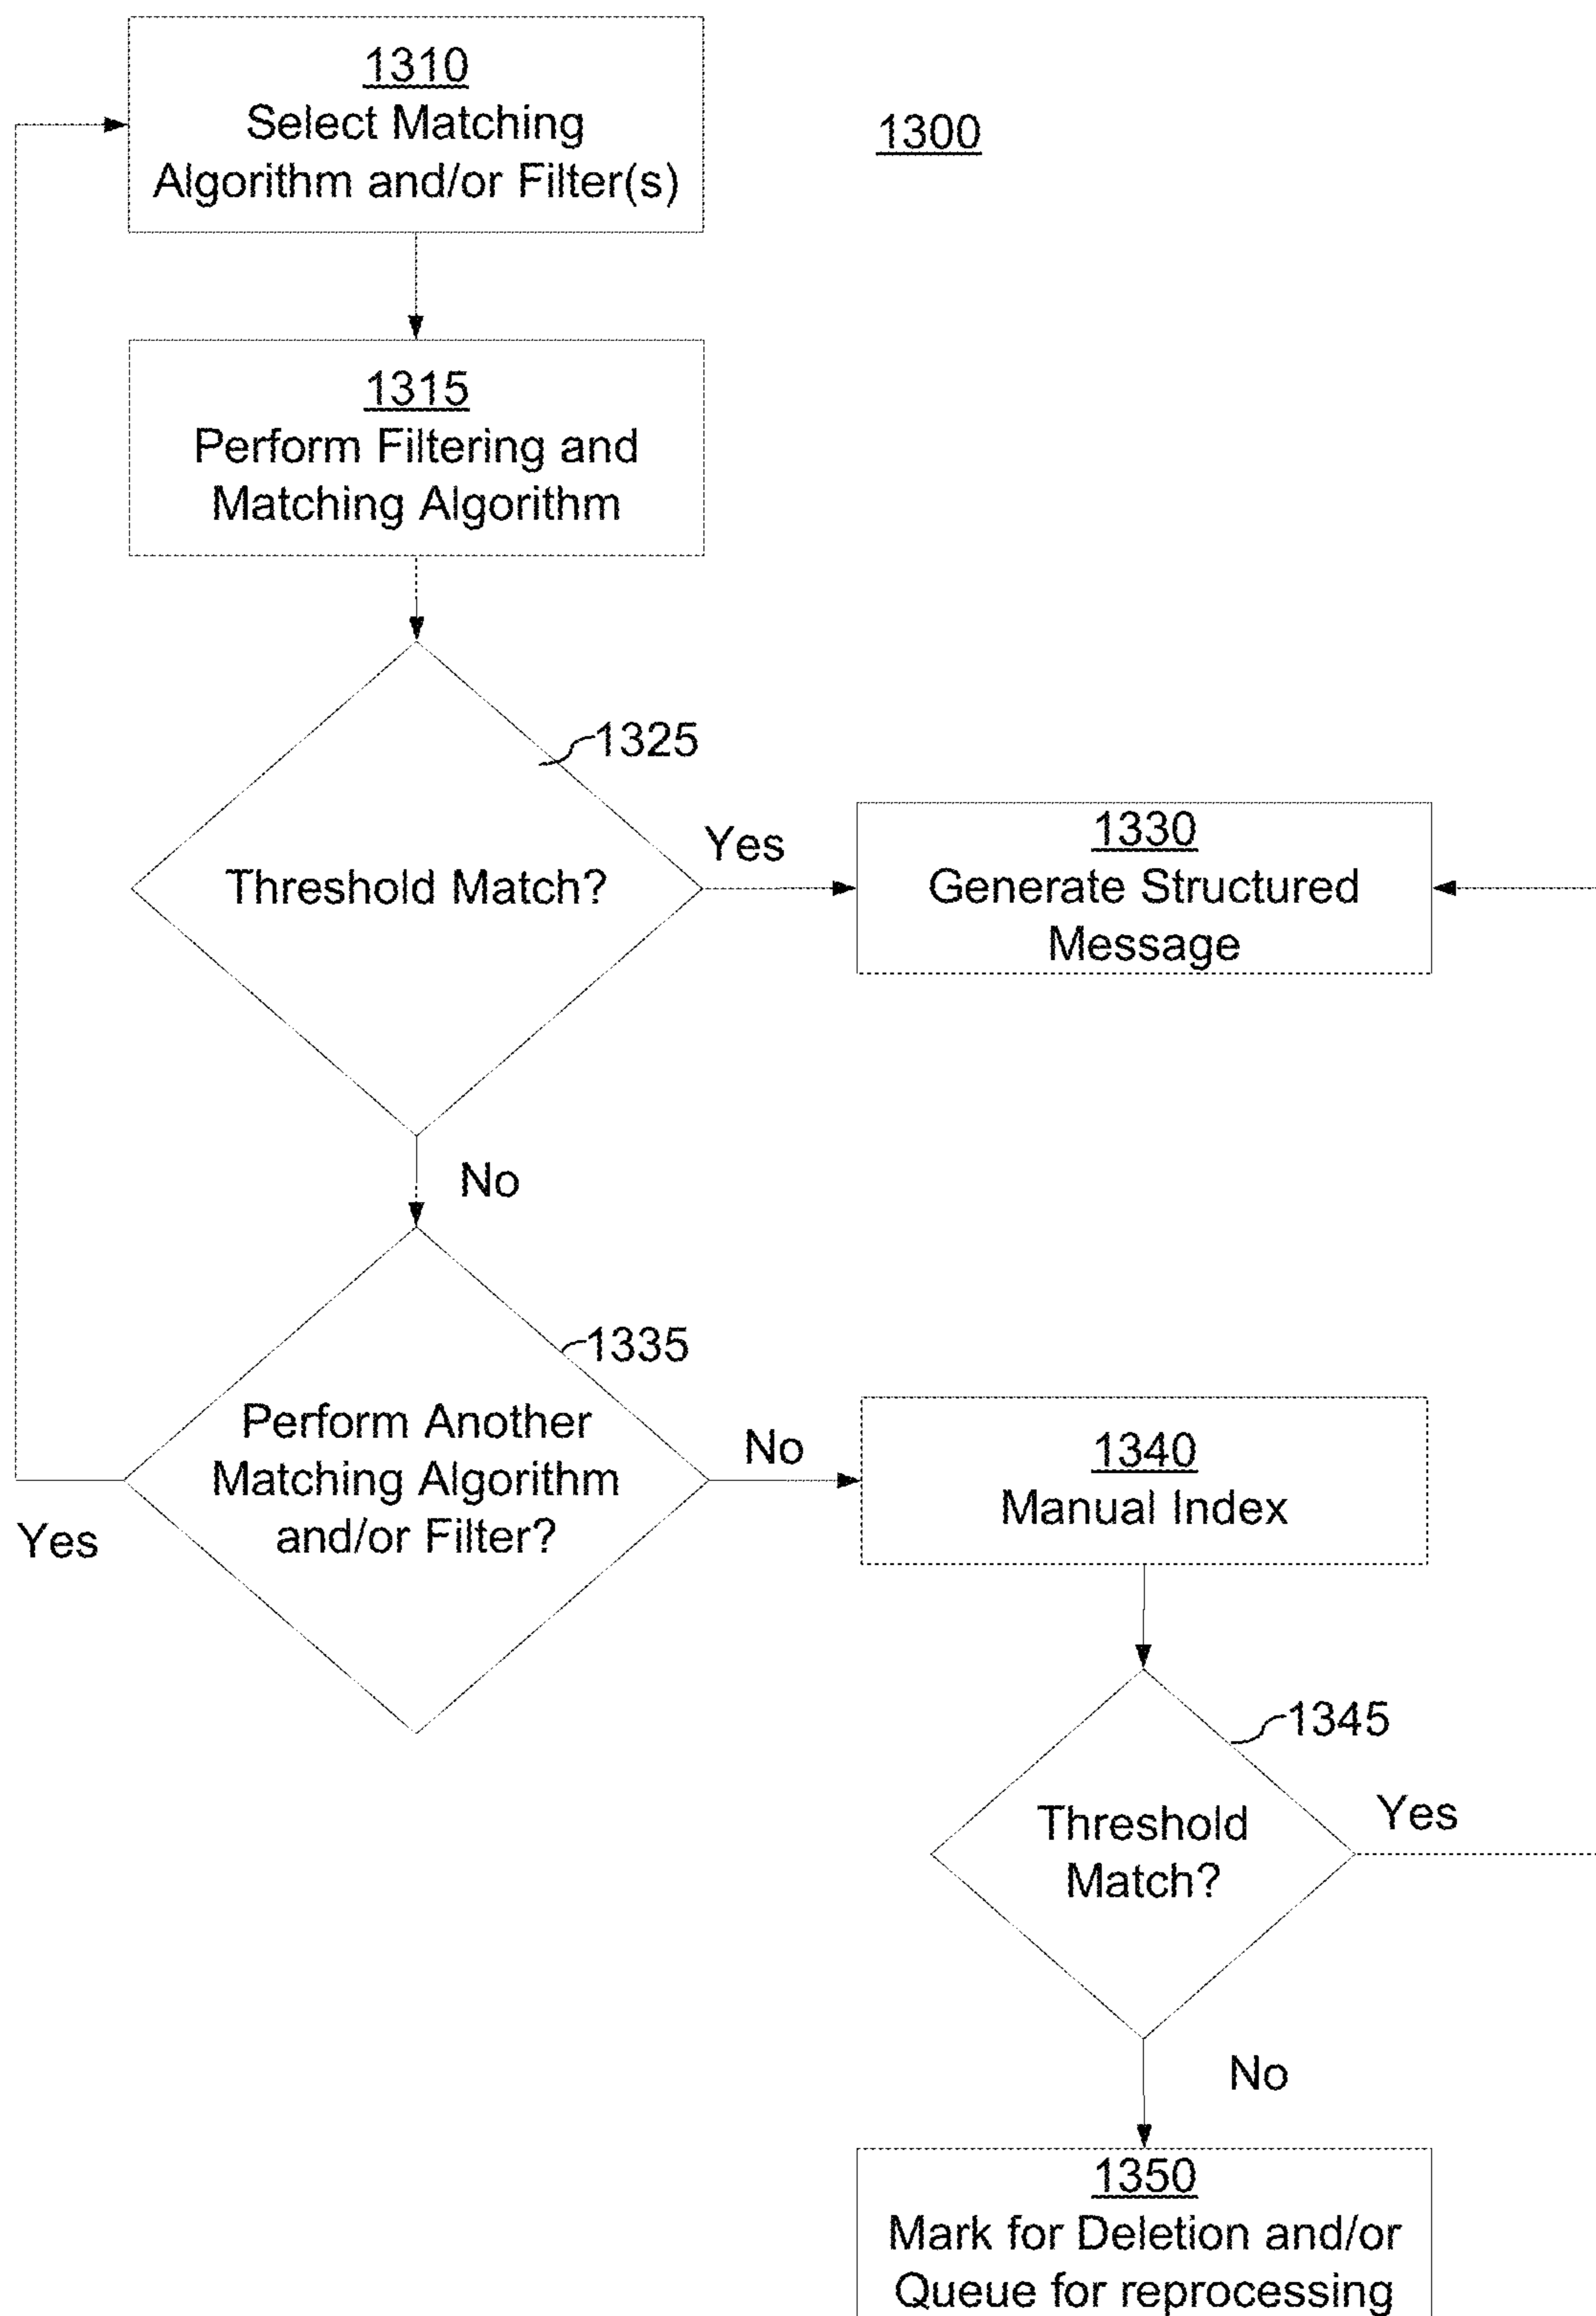 1310
Select Matching
Algorithm and/or Filter(s)
1300
1315
Perform Filtering and
Matching Algorithm
1325
Threshold Match?
Yes
1330
Generate Structured
Message
No
1335
Perform Another
Matching Algorithm
and/or Filter?
Yes
No
1340
Manual Index
1345
Threshold
Match?
Yes
No
1350
Mark for Deletion and/or
Queue for reprocessing